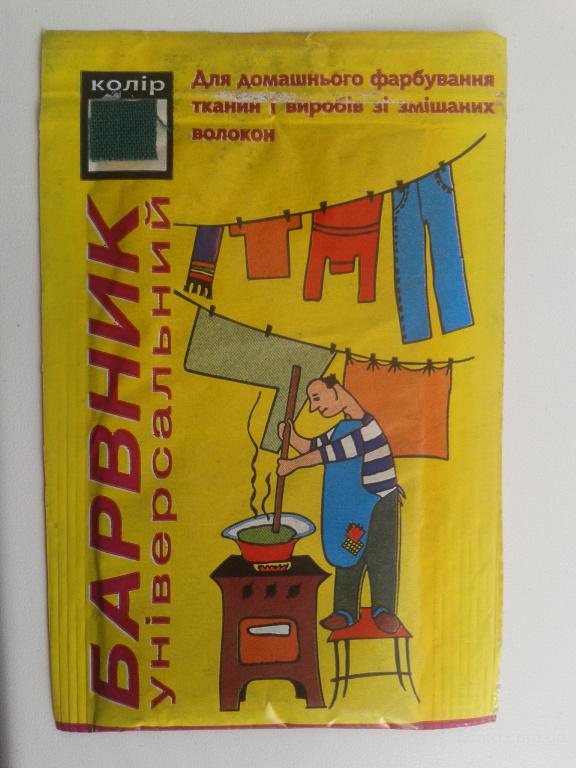 колір
Для домашнього фарбування
тканин і виробів зі змішаних
волокон
БАРВНИК
універсальний